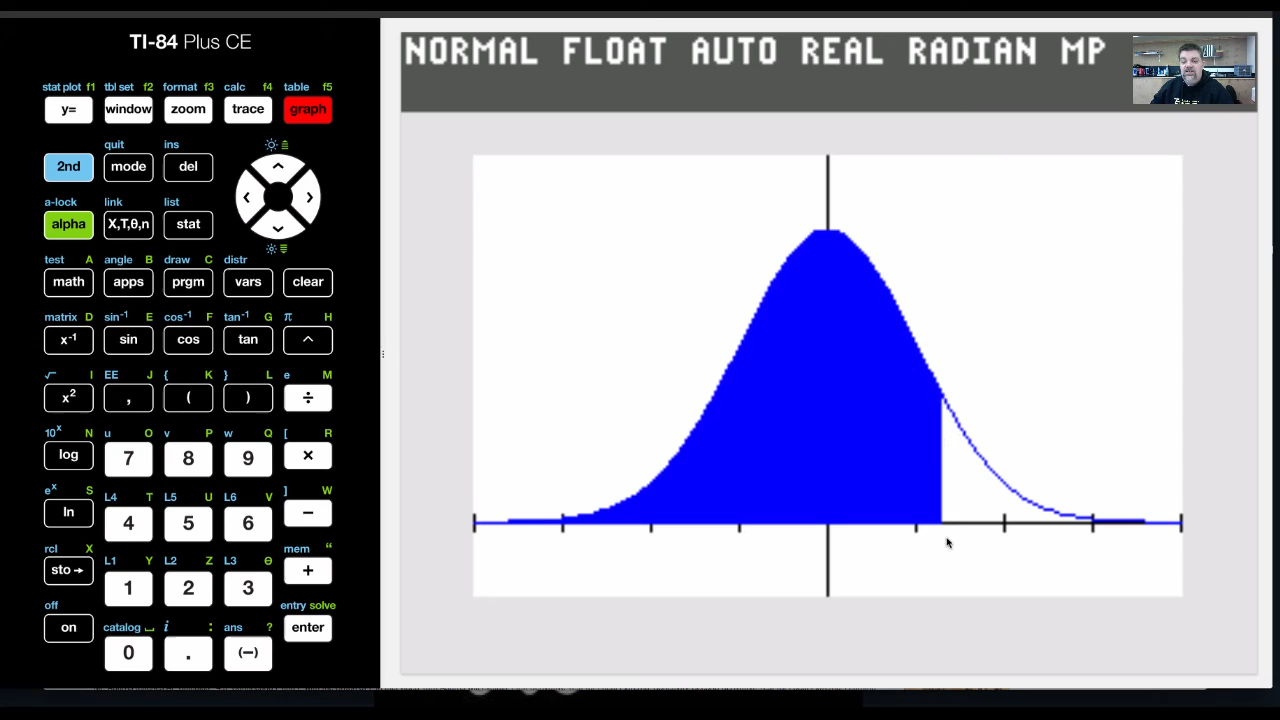 TI-84 Plus CE
NORMAL FLOAT AUTO REAL RADIAN MP
stat plot f1 tbl set f2 format f3 calc f4 table f5
y= window zoom trace graph
quit ins
2nd mode del
a-lock link list
alpha X,T,θ,n stat
test A angle B draw C distr
math apps prgm vars clear
matrix D sin⁻¹ E cos⁻¹ F tan⁻¹ G π H
x⁻¹ sin cos tan ^
√ I EE J { K } L e M
x² , ( ) ÷
10ˣ N u O v P w Q [ R
log 7 8 9 ×
eˣ S L4 T L5 U L6 V ] W
ln 4 5 6 −
rcl X L1 Y L2 Z L3 θ mem “
sto→ 1 2 3 +
off catalog ⎵ i : ans ? entry solve
on 0 . (−) enter